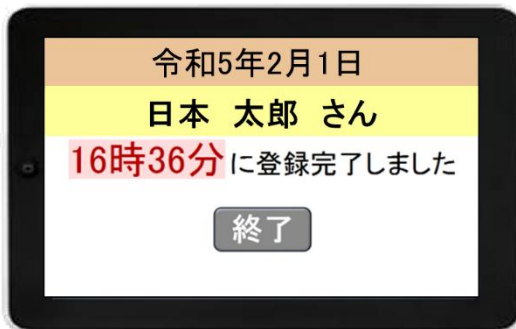 令和5年2月1日
日本　太郎　さん
16時36分に登録完了しました
終了